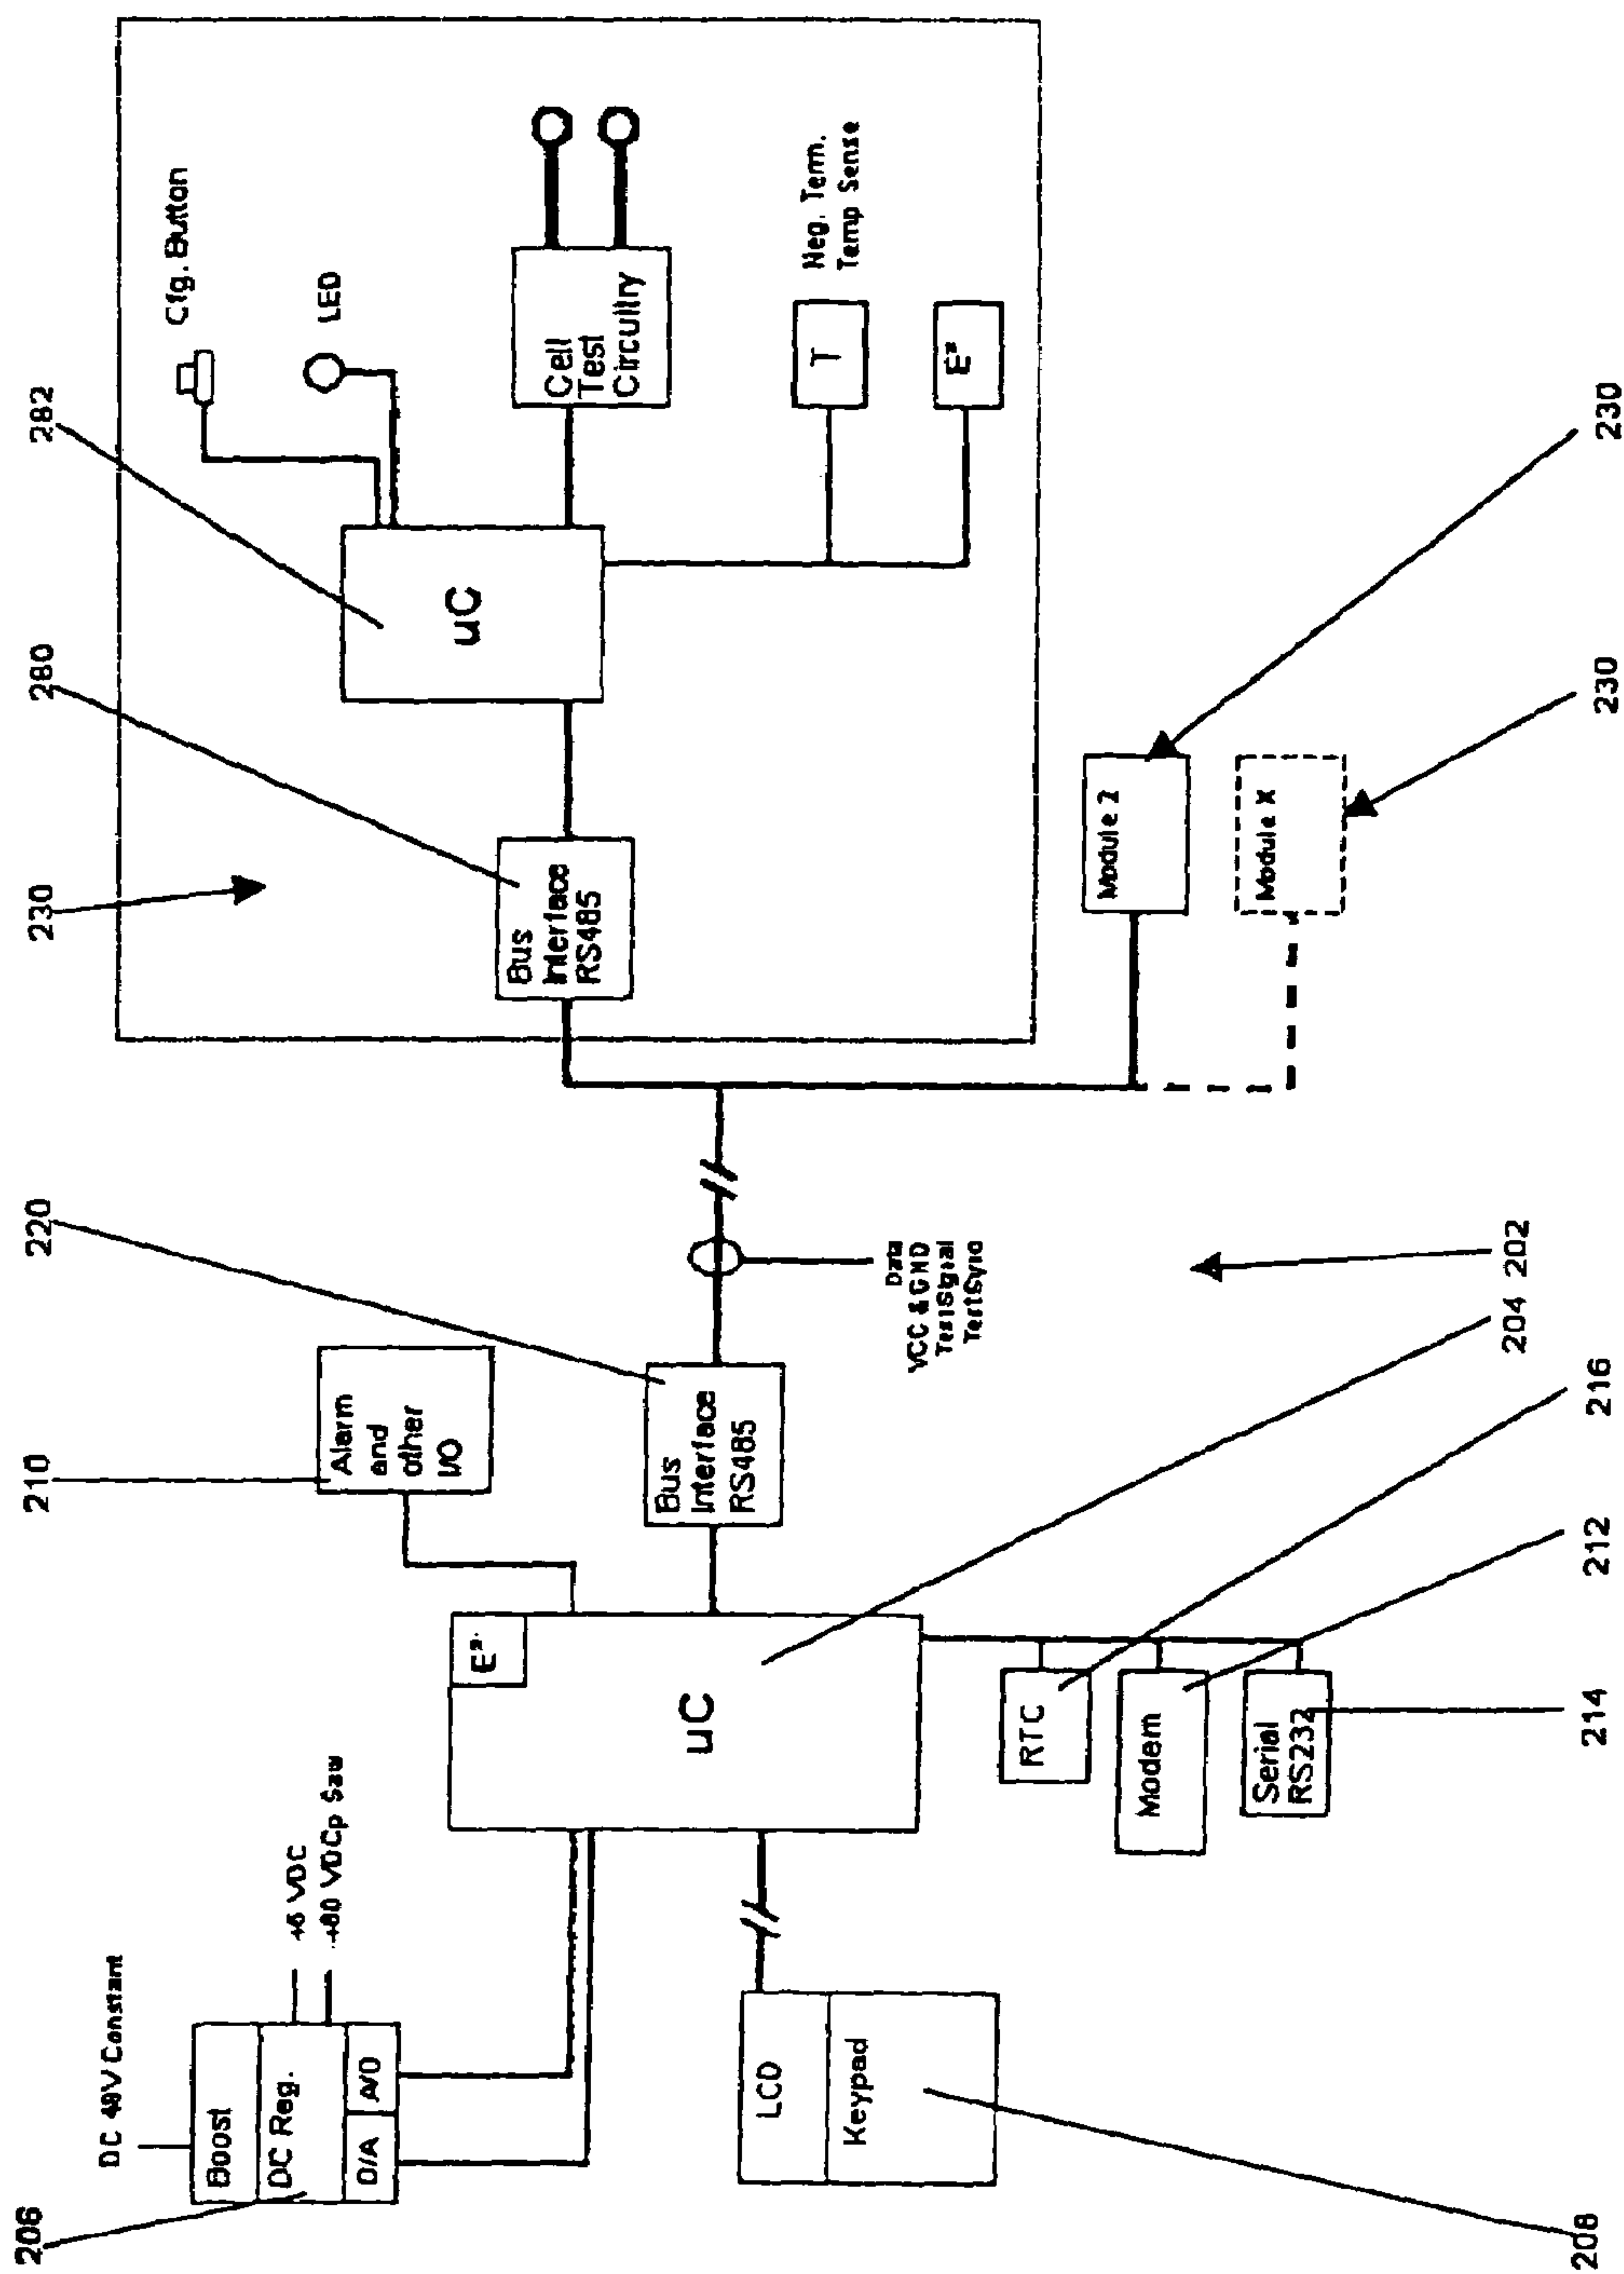 206
DC 48V Constant
Boost
DC Reg.
D/A
A/D
+5 VDC
+80 VDCp Saw
LCD
Keypad
208
uC
E²
210
Alarm
and
other
I/O
220
Bus
Interface
RS485
Data
VCC & GND
TestSignal
TestSync
RTC
Modem
Serial
RS232
214
212
216
204
202
230
280
282
Bus
Interface
RS485
uC
Cfg. Button
LED
Cell
Test
Circuitry
T
Neg. Term.
Temp Sense
E²
Module 2
Module X
230
230